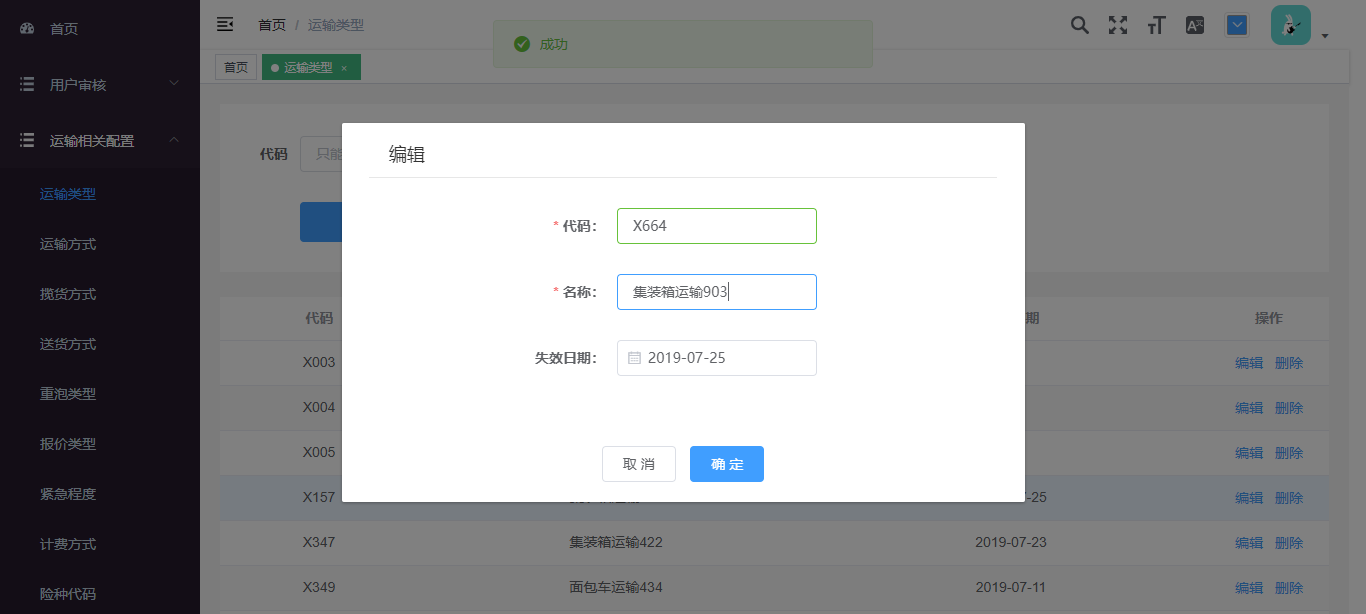 首页
用户审核
运输相关配置
运输类型
运输方式
揽货方式
送货方式
重泡类型
报价类型
紧急程度
计费方式
险种代码
首页 / 运输类型
成功
首页
运输类型 ×
代码 只能
编辑
* 代码: X664
* 名称: 集装箱运输903
失效日期: 2019-07-25
取 消 确 定
代码 期 操作
X003 编辑 删除
X004 编辑 删除
X005 编辑 删除
X157 -25 编辑 删除
X347 集装箱运输422 2019-07-23 编辑 删除
X349 面包车运输434 2019-07-11 编辑 删除